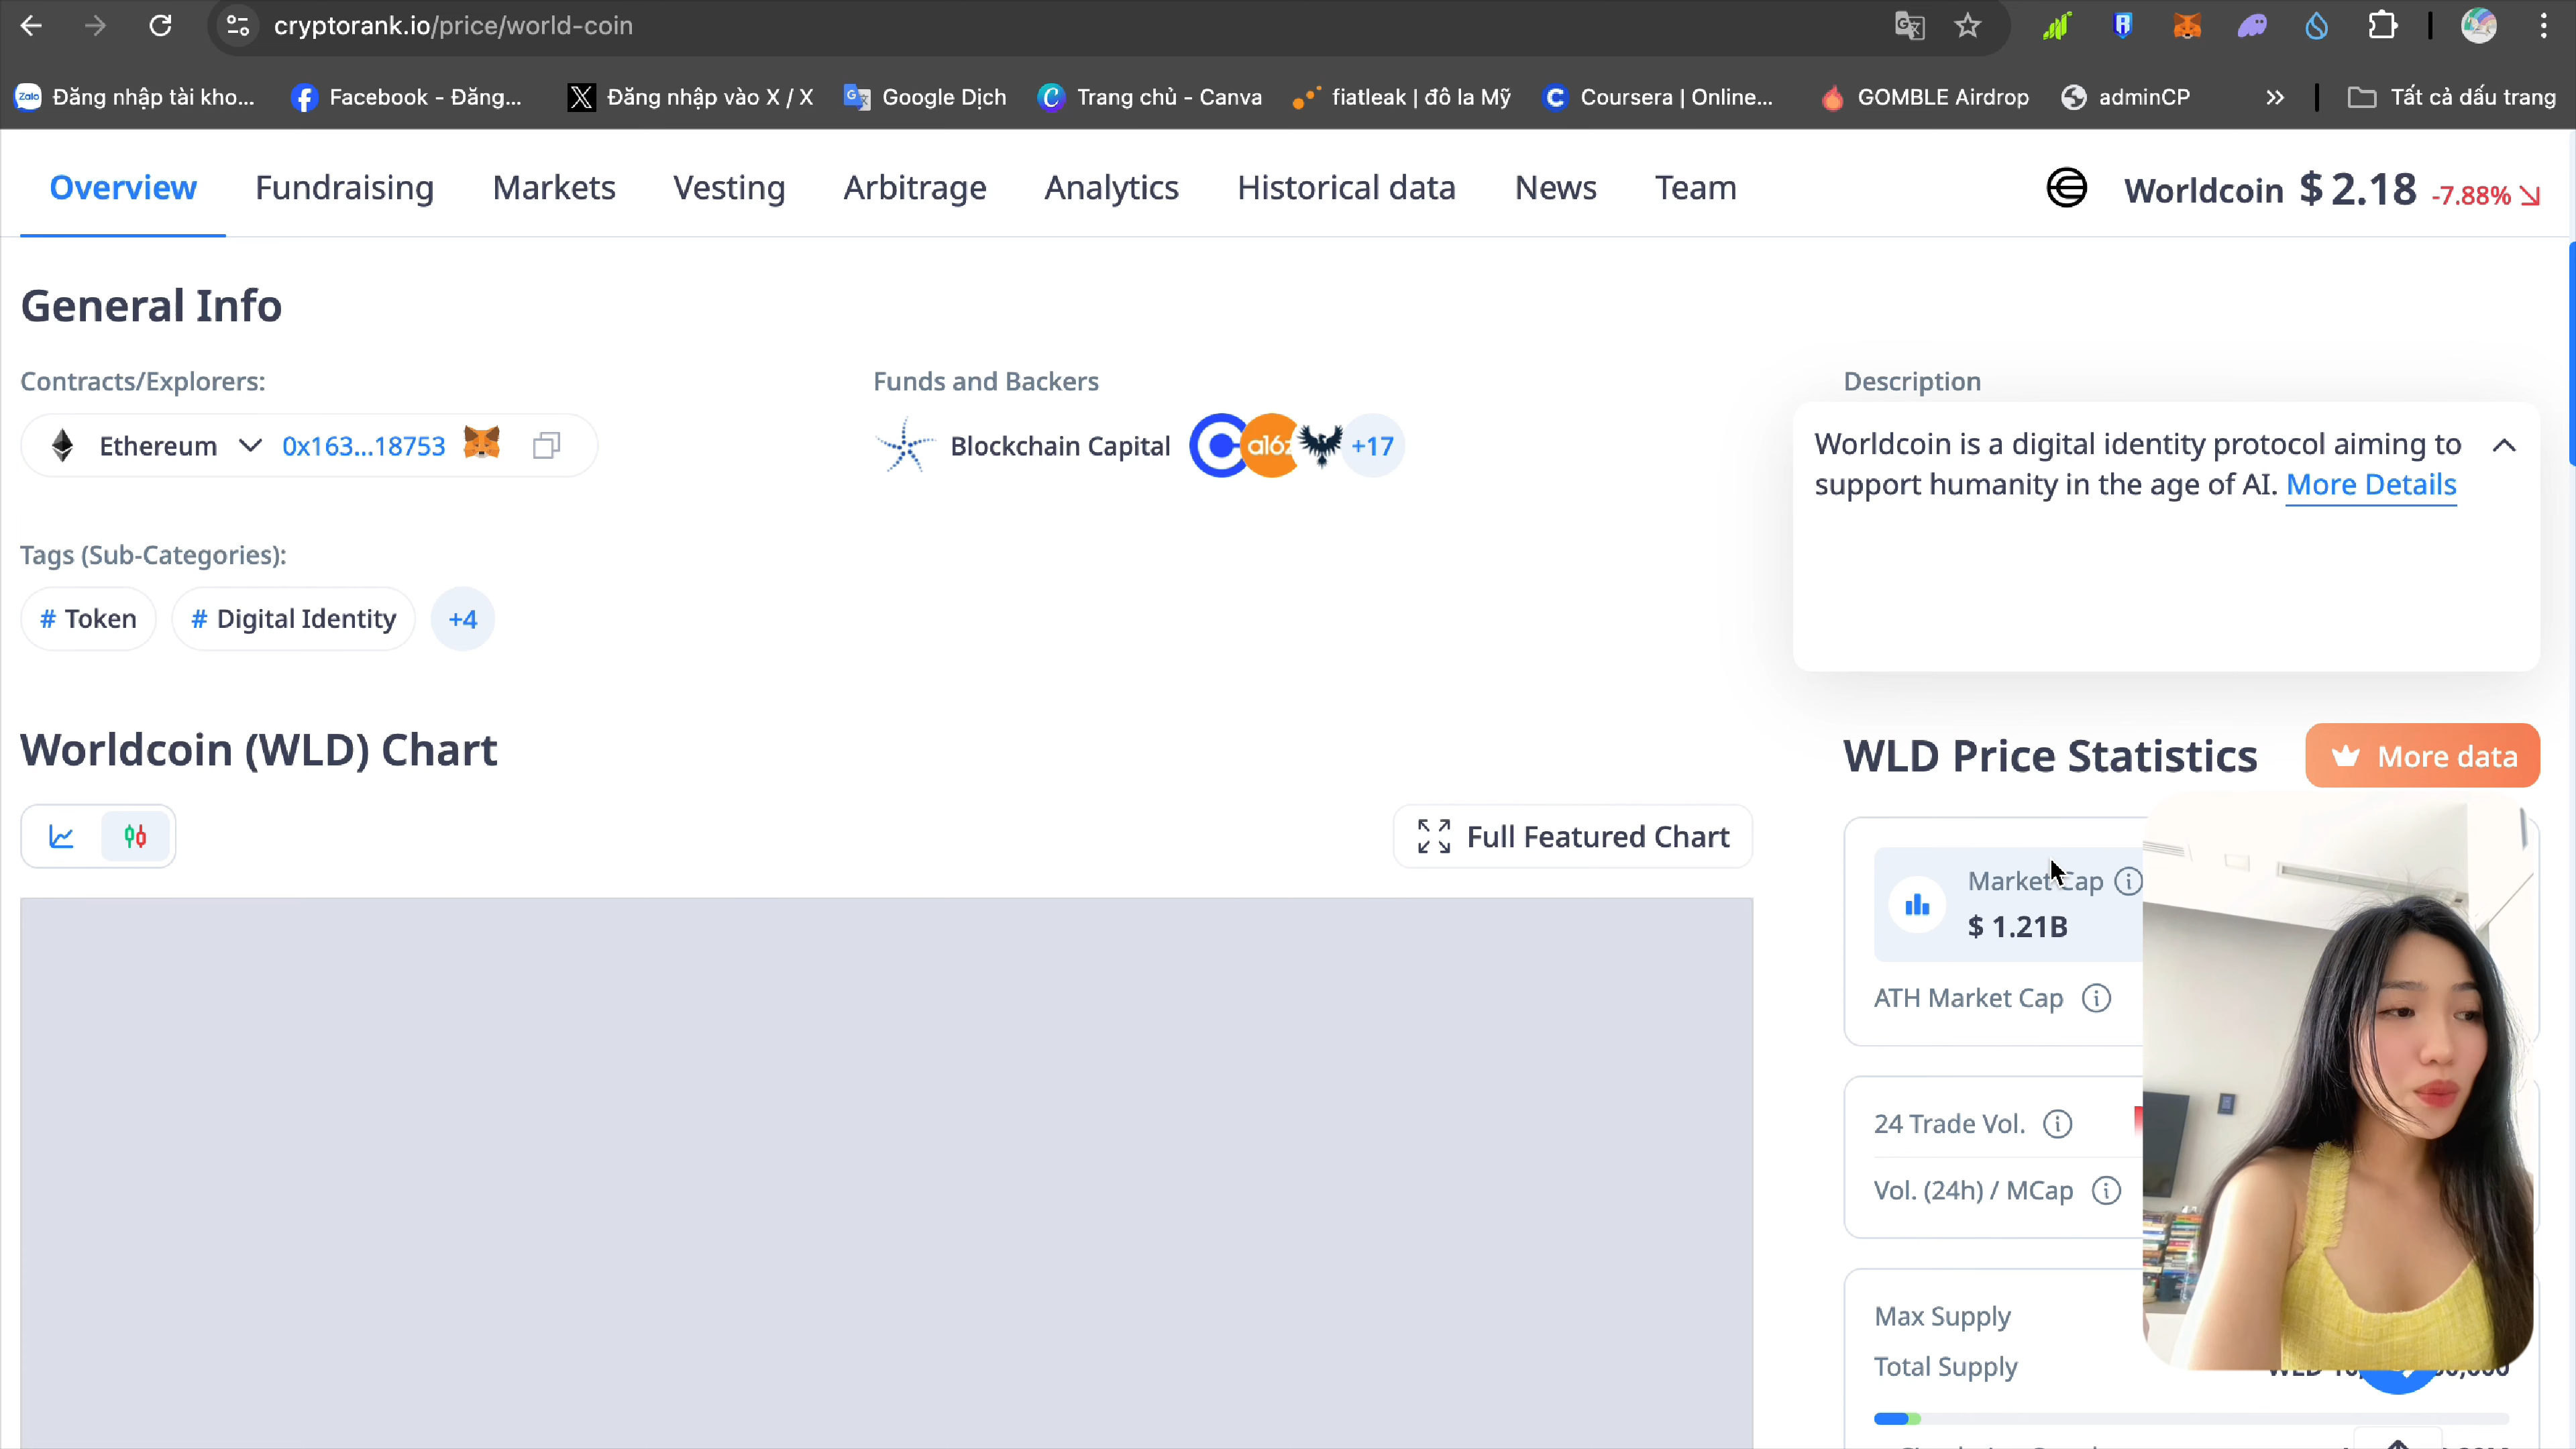 cryptorank.io/price/world-coin
Zalo Đăng nhập tài kho... Facebook - Đăng... Đăng nhập vào X / X Google Dịch Trang chủ - Canva fiatleak | đô la Mỹ Coursera | Online... GOMBLE Airdrop adminCP Tất cả dấu trang
Overview Fundraising Markets Vesting Arbitrage Analytics Historical data News Team Worldcoin $ 2.18 -7.88%
General Info
Contracts/Explorers:
Ethereum 0x163...18753
Funds and Backers
Blockchain Capital a16z +17
Description
Worldcoin is a digital identity protocol aiming to
support humanity in the age of AI. More Details
Tags (Sub-Categories):
# Token # Digital Identity +4
Worldcoin (WLD) Chart
Full Featured Chart
WLD Price Statistics More data
Market Cap
$ 1.21B
ATH Market Cap
24 Trade Vol.
Vol. (24h) / MCap
Max Supply
Total Supply